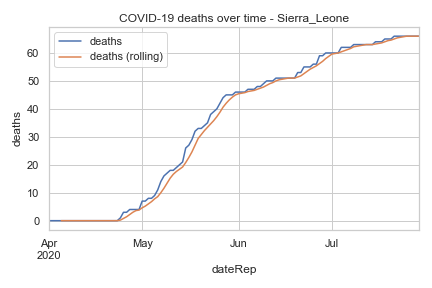 COVID-19 deaths over time - Sierra_Leone
deaths
deaths (rolling)
deaths
60
50
40
30
20
10
0
Apr
2020
May
Jun
Jul
dateRep